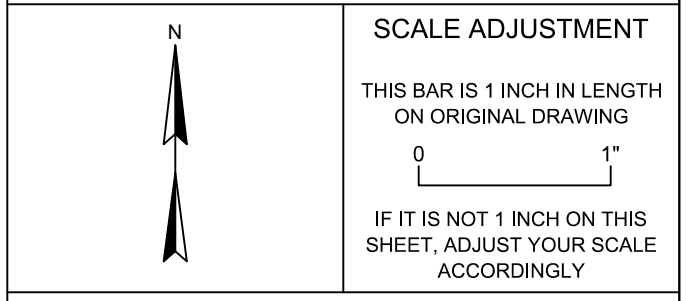 N
SCALE ADJUSTMENT
THIS BAR IS 1 INCH IN LENGTH
ON ORIGINAL DRAWING
0 1"
IF IT IS NOT 1 INCH ON THIS
SHEET, ADJUST YOUR SCALE
ACCORDINGLY